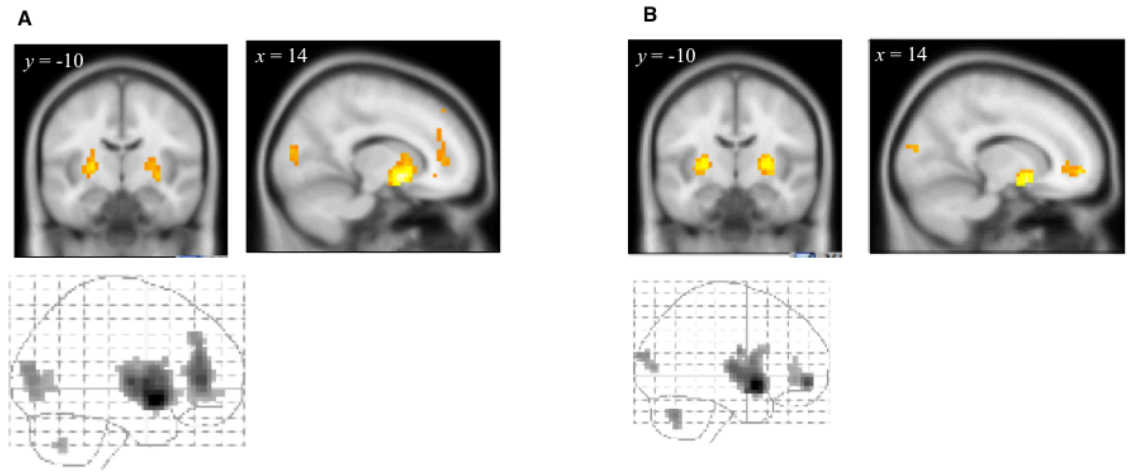 A
B
y = -10
x = 14
y = -10
x = 14